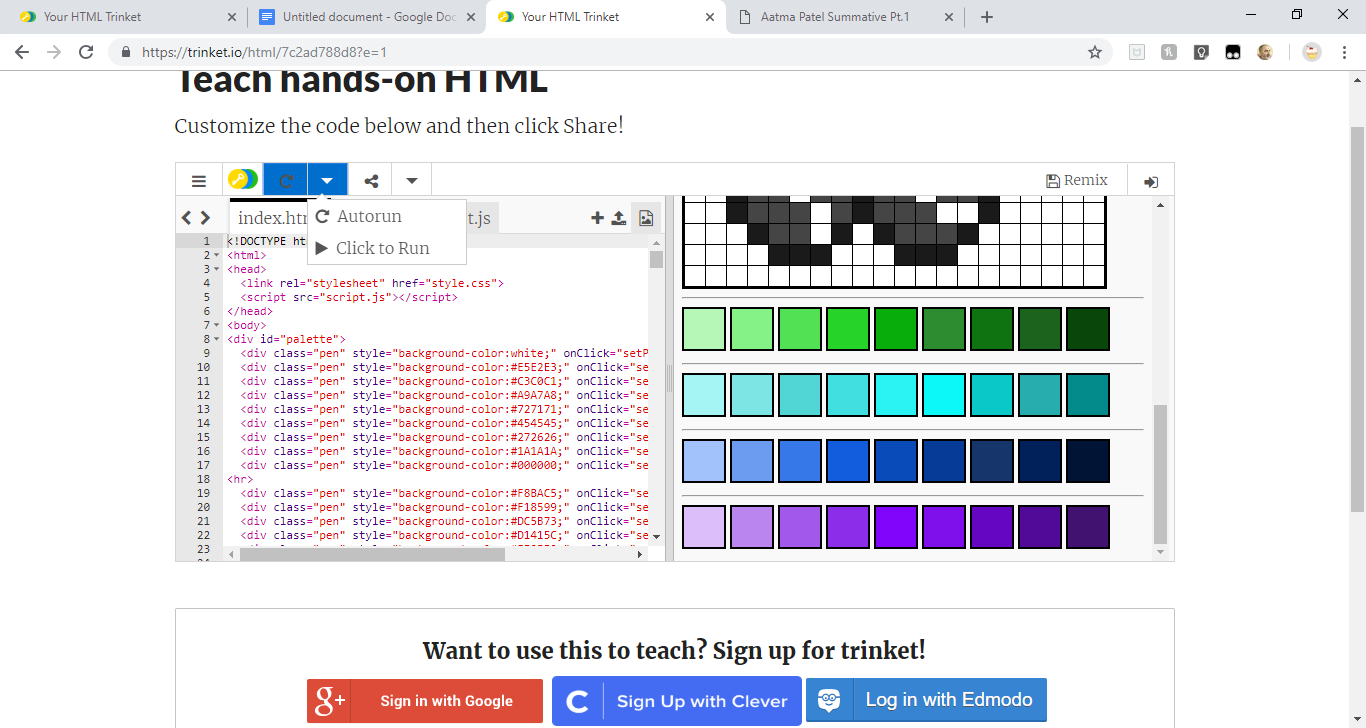 Your HTML Trinket
Untitled document - Google Doc
Your HTML Trinket
Aatma Patel Summative Pt.1
https://trinket.io/html/7c2ad788d8?e=1
Teach hands-on HTML
Customize the code below and then click Share!
Remix
index.htm
t.js
Autorun
Click to Run
1 <!DOCTYPE ht
2 <html>
3 <head>
4 <link rel="stylesheet" href="style.css">
5 <script src="script.js"></script>
6 </head>
7 <body>
8 <div id="palette">
9 <div class="pen" style="background-color:white;" onClick="setP
10 <div class="pen" style="background-color:#E5E2E3;" onClick="se
11 <div class="pen" style="background-color:#C3C0C1;" onClick="se
12 <div class="pen" style="background-color:#A9A7A8;" onClick="se
13 <div class="pen" style="background-color:#727171;" onClick="se
14 <div class="pen" style="background-color:#454545;" onClick="se
15 <div class="pen" style="background-color:#272626;" onClick="se
16 <div class="pen" style="background-color:#1A1A1A;" onClick="se
17 <div class="pen" style="background-color:#000000;" onClick="se
18 <hr>
19 <div class="pen" style="background-color:#F8BAC5;" onClick="se
20 <div class="pen" style="background-color:#F18599;" onClick="se
21 <div class="pen" style="background-color:#DC5B73;" onClick="se
22 <div class="pen" style="background-color:#D1415C;" onClick="se
23
Want to use this to teach? Sign up for trinket!
g+ Sign in with Google
C Sign Up with Clever
Log in with Edmodo